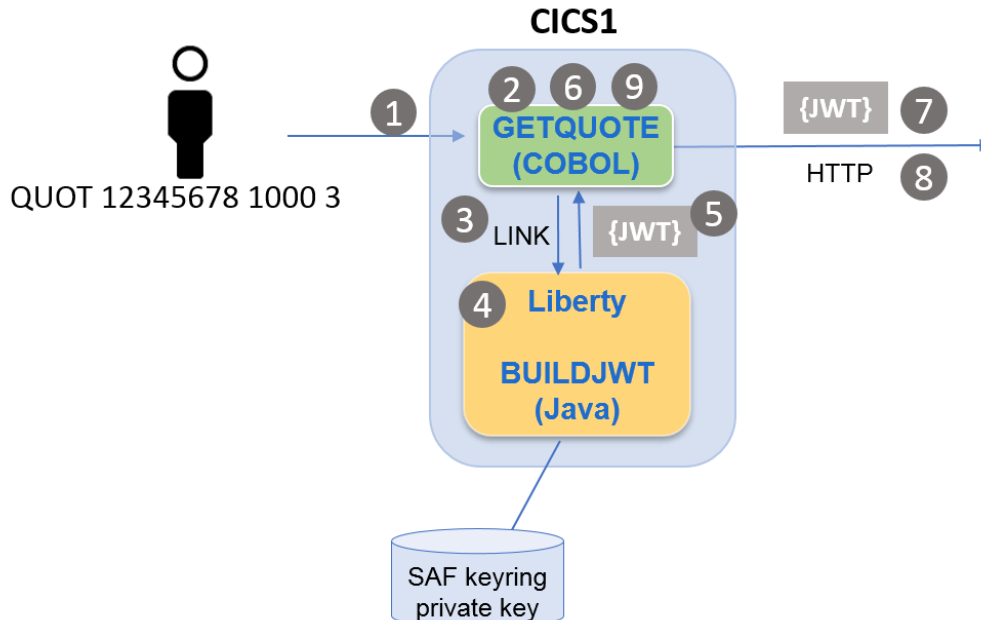 CICS1
1
2 6 9
GETQUOTE
(COBOL)
{JWT} 7
HTTP 8
QUOT 12345678 1000 3
3 LINK
{JWT} 5
4 Liberty
BUILDJWT
(Java)
SAF keyring
private key